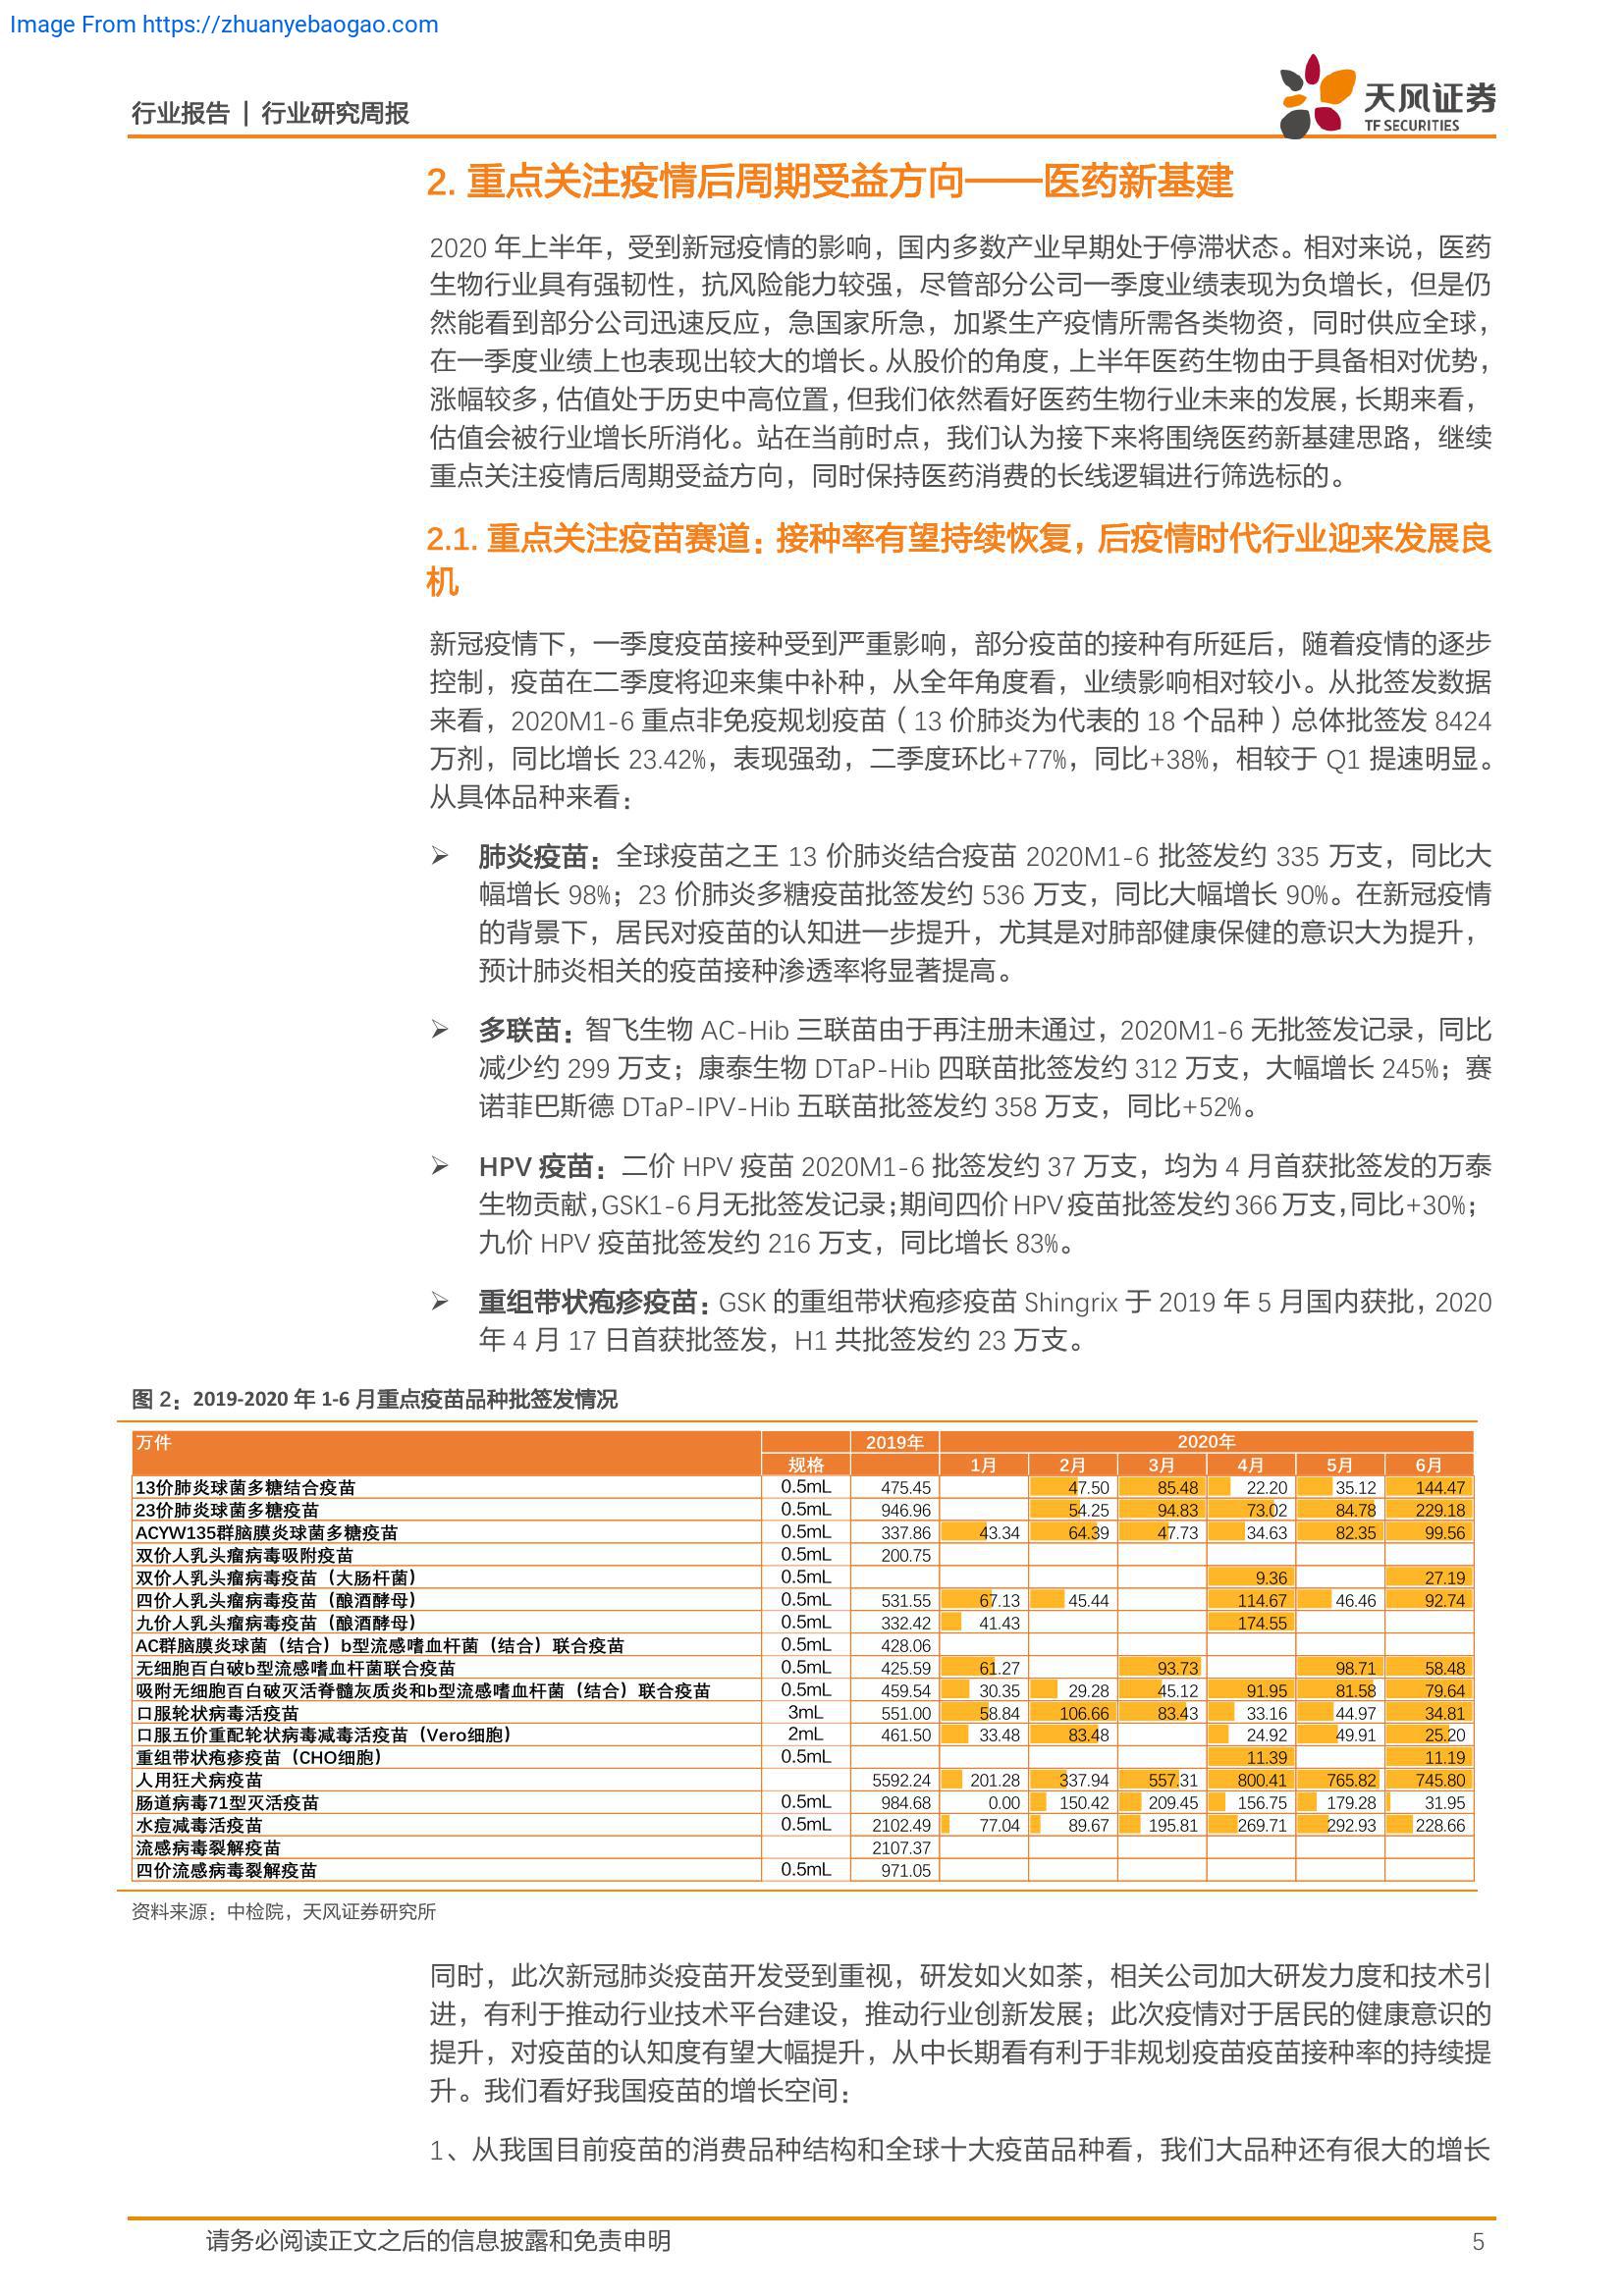 Image From https://zhuanyebaogao.com
行业报告 | 行业研究周报
天风证券
TF SECURITIES
2. 重点关注疫情后周期受益方向——医药新基建
2020 年上半年，受到新冠疫情的影响，国内多数产业早期处于停滞状态。相对来说，医药
生物行业具有强韧性，抗风险能力较强，尽管部分公司一季度业绩表现为负增长，但是仍
然能看到部分公司迅速反应，急国家所急，加紧生产疫情所需各类物资，同时供应全球，
在一季度业绩上也表现出较大的增长。从股价的角度，上半年医药生物由于具备相对优势，
涨幅较多，估值处于历史中高位置，但我们依然看好医药生物行业未来的发展，长期来看，
估值会被行业增长所消化。站在当前时点，我们认为接下来将围绕医药新基建思路，继续
重点关注疫情后周期受益方向，同时保持医药消费的长线逻辑进行筛选标的。
2.1. 重点关注疫苗赛道：接种率有望持续恢复，后疫情时代行业迎来发展良
机
新冠疫情下，一季度疫苗接种受到严重影响，部分疫苗的接种有所延后，随着疫情的逐步
控制，疫苗在二季度将迎来集中补种，从全年角度看，业绩影响相对较小。从批签发数据
来看，2020M1-6 重点非免疫规划疫苗（13 价肺炎为代表的 18 个品种）总体批签发 8424
万剂，同比增长 23.42%，表现强劲，二季度环比+77%，同比+38%，相较于 Q1 提速明显。
从具体品种来看：
➢ 肺炎疫苗：全球疫苗之王 13 价肺炎结合疫苗 2020M1-6 批签发约 335 万支，同比大
幅增长 98%；23 价肺炎多糖疫苗批签发约 536 万支，同比大幅增长 90%。在新冠疫情
的背景下，居民对疫苗的认知进一步提升，尤其是对肺部健康保健的意识大为提升，
预计肺炎相关的疫苗接种渗透率将显著提高。
➢ 多联苗：智飞生物 AC-Hib 三联苗由于再注册未通过，2020M1-6 无批签发记录，同比
减少约 299 万支；康泰生物 DTaP-Hib 四联苗批签发约 312 万支，大幅增长 245%；赛
诺菲巴斯德 DTaP-IPV-Hib 五联苗批签发约 358 万支，同比+52%。
➢ HPV 疫苗：二价 HPV 疫苗 2020M1-6 批签发约 37 万支，均为 4 月首获批签发的万泰
生物贡献，GSK1-6 月无批签发记录；期间四价 HPV 疫苗批签发约 366 万支，同比+30%；
九价 HPV 疫苗批签发约 216 万支，同比增长 83%。
➢ 重组带状疱疹疫苗：GSK 的重组带状疱疹疫苗 Shingrix 于 2019 年 5 月国内获批，2020
年 4 月 17 日首获批签发，H1 共批签发约 23 万支。
图 2：2019-2020 年 1-6 月重点疫苗品种批签发情况
万件 2019年 2020年
规格 1月 2月 3月 4月 5月 6月
13价肺炎球菌多糖结合疫苗 0.5mL 475.45 47.50 85.48 22.20 35.12 144.47
23价肺炎球菌多糖疫苗 0.5mL 946.96 54.25 94.83 73.02 84.78 229.18
ACYW135群脑膜炎球菌多糖疫苗 0.5mL 337.86 43.34 64.39 47.73 34.63 82.35 99.56
双价人乳头瘤病毒吸附疫苗 0.5mL 200.75
双价人乳头瘤病毒疫苗（大肠杆菌） 0.5mL 9.36 27.19
四价人乳头瘤病毒疫苗（酿酒酵母） 0.5mL 531.55 67.13 45.44 114.67 46.46 92.74
九价人乳头瘤病毒疫苗（酿酒酵母） 0.5mL 332.42 41.43 174.55
AC群脑膜炎球菌（结合）b型流感嗜血杆菌（结合）联合疫苗 0.5mL 428.06
无细胞百白破b型流感嗜血杆菌联合疫苗 0.5mL 425.59 61.27 93.73 98.71 58.48
吸附无细胞百白破灭活脊髓灰质炎和b型流感嗜血杆菌（结合）联合疫苗 0.5mL 459.54 30.35 29.28 45.12 91.95 81.58 79.64
口服轮状病毒活疫苗 3mL 551.00 58.84 106.66 83.43 33.16 44.97 34.81
口服五价重配轮状病毒减毒活疫苗（Vero细胞） 2mL 461.50 33.48 83.48 24.92 49.91 25.20
重组带状疱疹疫苗（CHO细胞） 0.5mL 11.39 11.19
人用狂犬病疫苗 5592.24 201.28 337.94 557.31 800.41 765.82 745.80
肠道病毒71型灭活疫苗 0.5mL 984.68 0.00 150.42 209.45 156.75 179.28 31.95
水痘减毒活疫苗 0.5mL 2102.49 77.04 89.67 195.81 269.71 292.93 228.66
流感病毒裂解疫苗 2107.37
四价流感病毒裂解疫苗 0.5mL 971.05
资料来源：中检院，天风证券研究所
同时，此次新冠肺炎疫苗开发受到重视，研发如火如荼，相关公司加大研发力度和技术引
进，有利于推动行业技术平台建设，推动行业创新发展；此次疫情对于居民的健康意识的
提升，对疫苗的认知度有望大幅提升，从中长期看有利于非规划疫苗疫苗接种率的持续提
升。我们看好我国疫苗的增长空间：
1、从我国目前疫苗的消费品种结构和全球十大疫苗品种看，我们大品种还有很大的增长
请务必阅读正文之后的信息披露和免责申明 5